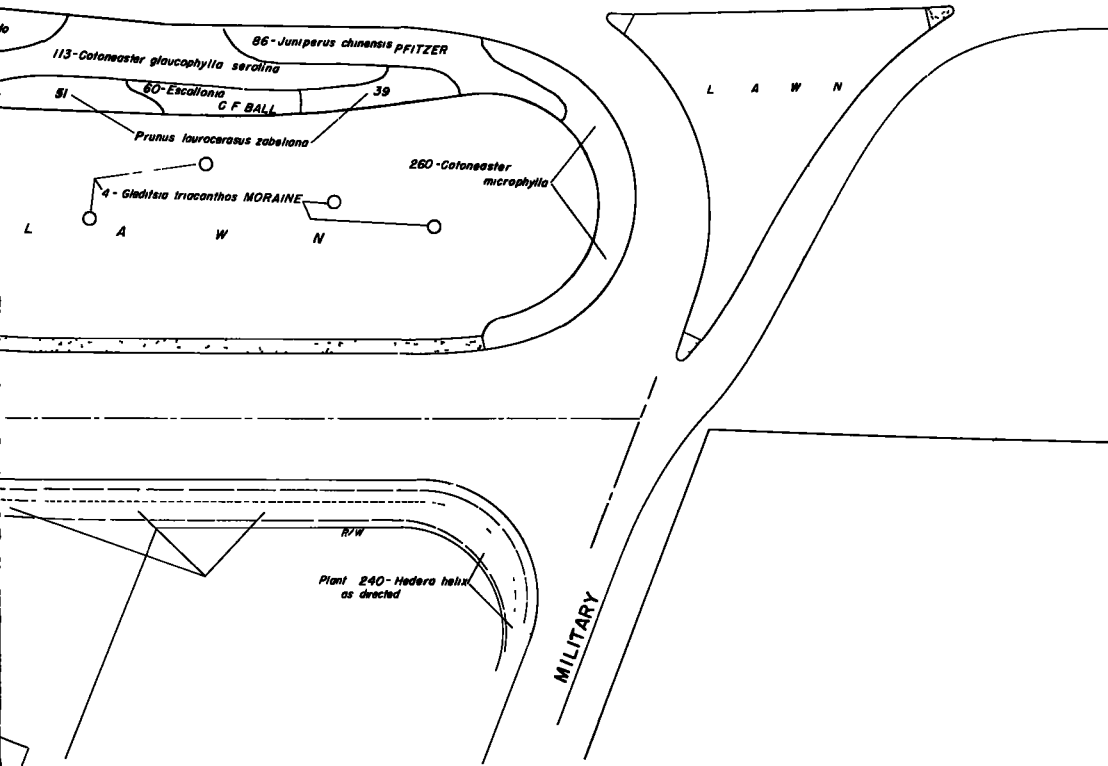 86-Juniperus chinensis PFITZER
113-Cotoneaster glaucophylla serotina
51
60-Escallonia
C F BALL
39
Prunus laurocerasus zabeliana
260-Cotoneaster
microphylla
4- Gleditsia triacanthos MORAINE
L A W N
L A W N
R/W
Plant 240-Hedera helix
as directed
MILITARY